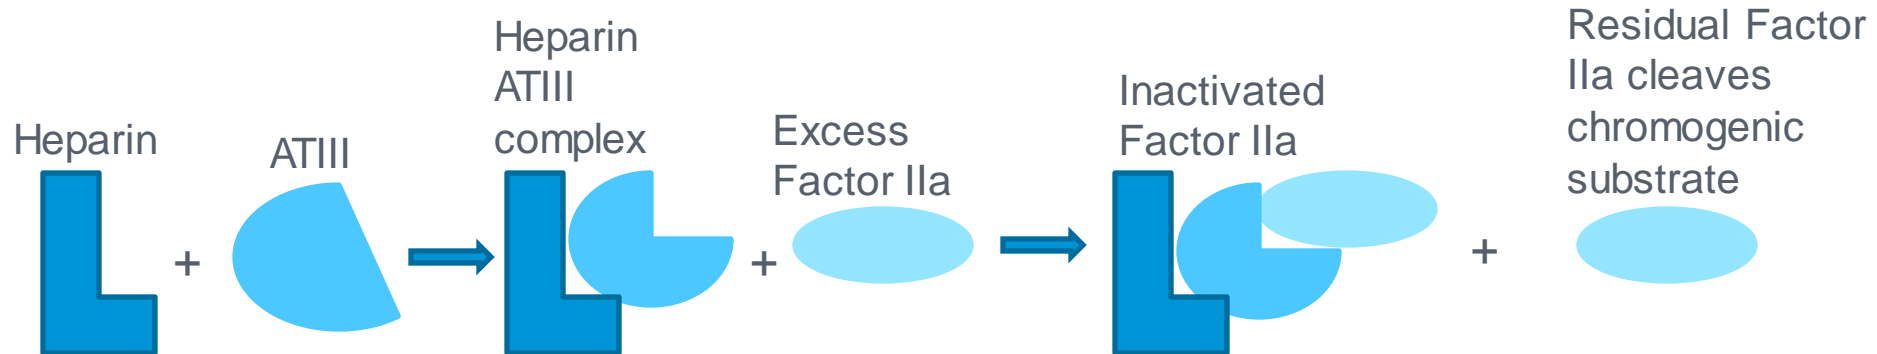 Heparin
+
ATIII
Heparin
ATIII
complex
+
Excess
Factor IIa
Inactivated
Factor IIa
+
Residual Factor
IIa cleaves
chromogenic
substrate